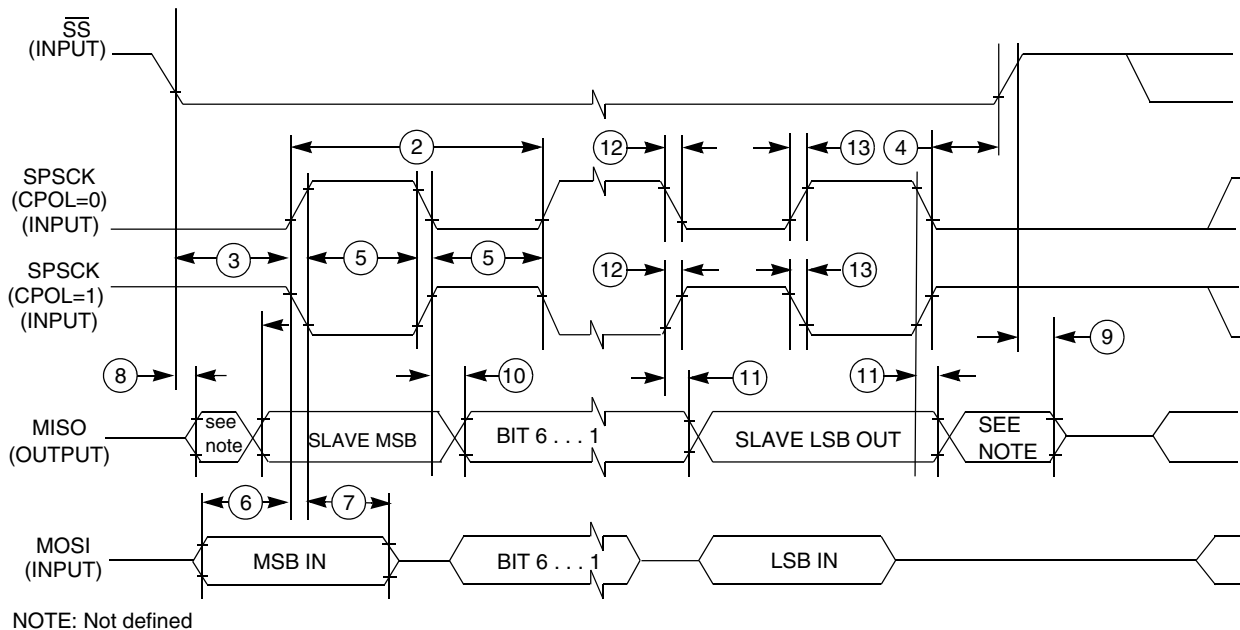 SS
(INPUT)
2
12
13
4
SPSCK
(CPOL=0)
(INPUT)
3
5
5
SPSCK
(CPOL=1)
(INPUT)
12
13
8
10
11
11
9
MISO
(OUTPUT)
see
note
SLAVE MSB
BIT 6 . . . 1
SLAVE LSB OUT
SEE
NOTE
6
7
MOSI
(INPUT)
MSB IN
BIT 6 . . . 1
LSB IN
NOTE: Not defined